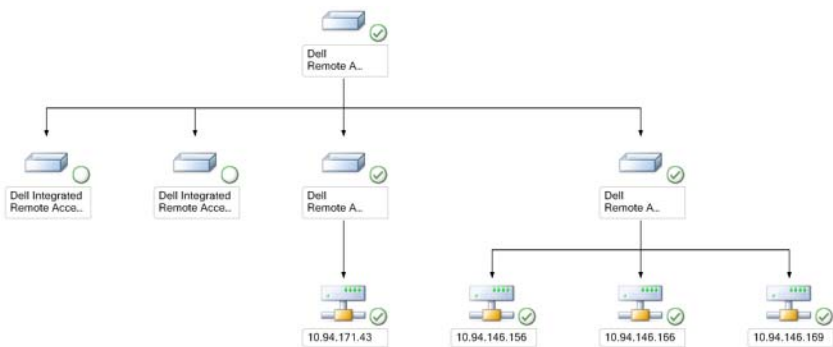 Dell
Remote A...
Dell Integrated
Remote Acce...
Dell Integrated
Remote Acce...
Dell
Remote A...
Dell
Remote A...
10.94.171.43
10.94.146.156
10.94.146.166
10.94.146.169